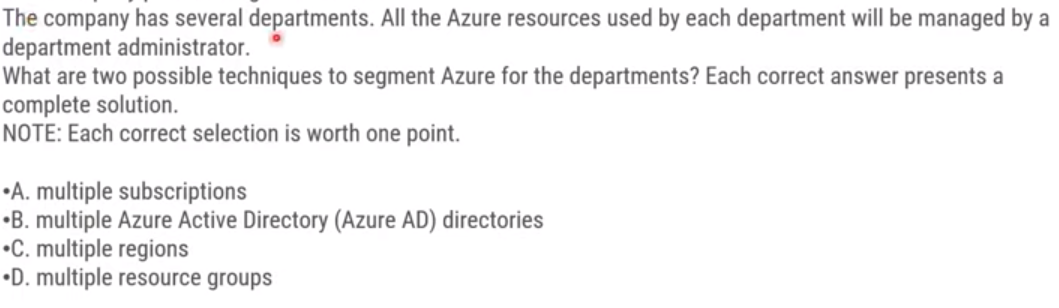 The company has several departments. All the Azure resources used by each department will be managed by a
department administrator.
What are two possible techniques to segment Azure for the departments? Each correct answer presents a
complete solution.
NOTE: Each correct selection is worth one point.
•A. multiple subscriptions
•B. multiple Azure Active Directory (Azure AD) directories
•C. multiple regions
•D. multiple resource groups